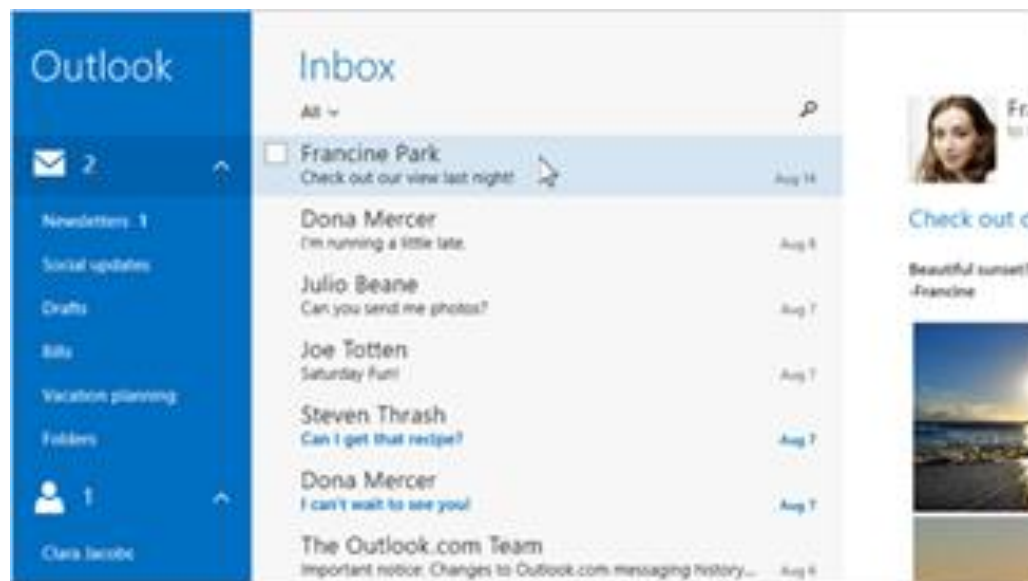 Outlook
2
Newsletters 1
Social updates
Drafts
Bills
Vacation planning
Folders
1
Clara Jacobs
Inbox
All
Francine Park
Check out our view last night!
Aug 14
Dona Mercer
I'm running a little late.
Aug 8
Julio Beane
Can you send me photos?
Aug 7
Joe Totten
Saturday Fun!
Aug 7
Steven Thrash
Can I get that recipe?
Aug 7
Dona Mercer
I can't wait to see you!
Aug 7
The Outlook.com Team
Important notice: Changes to Outlook.com messaging history...
Aug 6
Fra
Check out o
Beautiful sunset!
-Francine